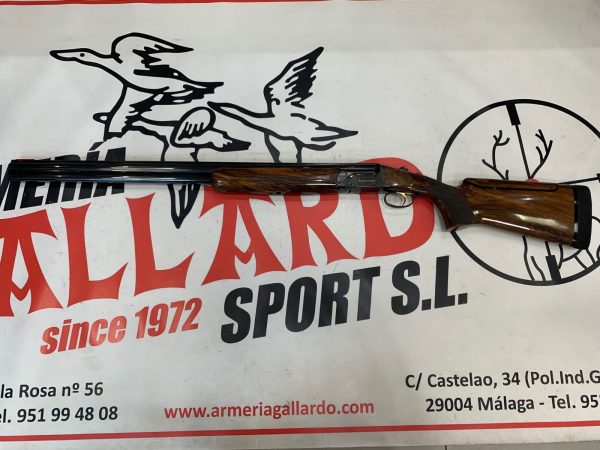 MERÍA
ALLARD
since 1972
SPORT S.L.
la Rosa nº 56
el. 951 99 48 08
www.armeriagallardo.com
C/ Castelao, 34 (Pol.Ind.G
29004 Málaga - Tel. 95